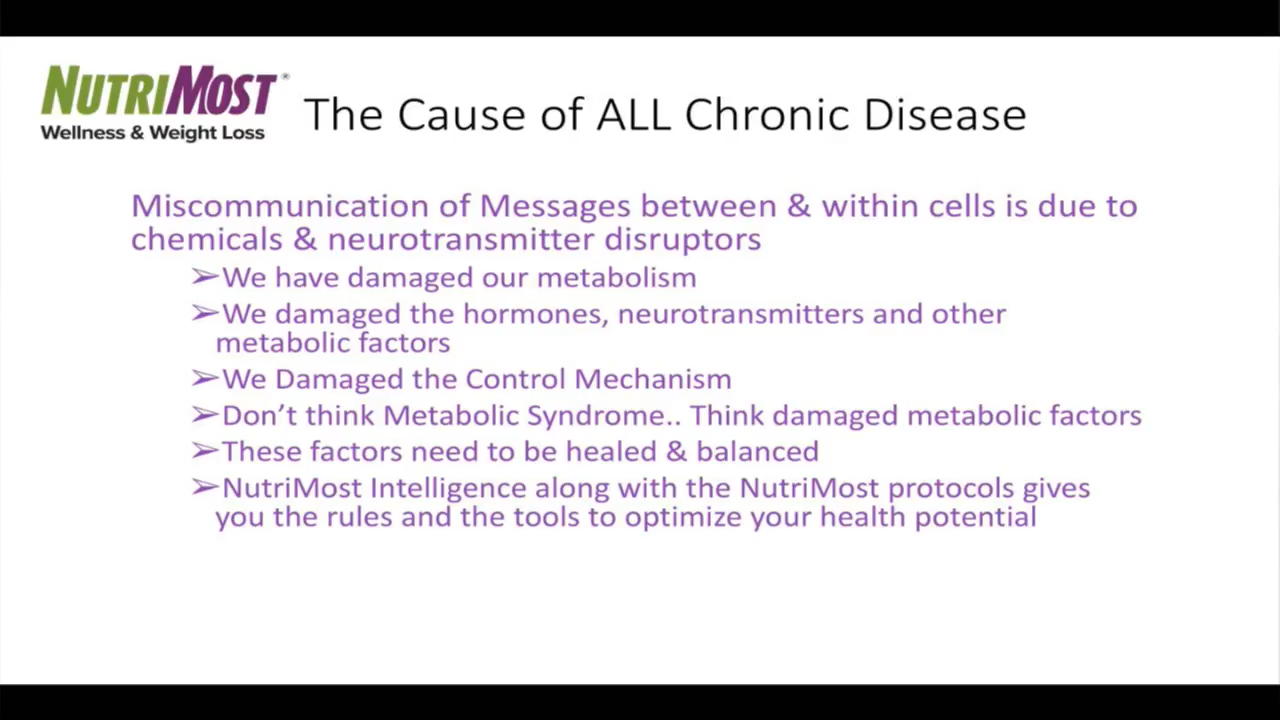 NUTRIMOST®
Wellness & Weight Loss
The Cause of ALL Chronic Disease
Miscommunication of Messages between & within cells is due to
chemicals & neurotransmitter disruptors
➢We have damaged our metabolism
➢We damaged the hormones, neurotransmitters and other
metabolic factors
➢We Damaged the Control Mechanism
➢Don’t think Metabolic Syndrome.. Think damaged metabolic factors
➢These factors need to be healed & balanced
➢NutriMost Intelligence along with the NutriMost protocols gives
you the rules and the tools to optimize your health potential